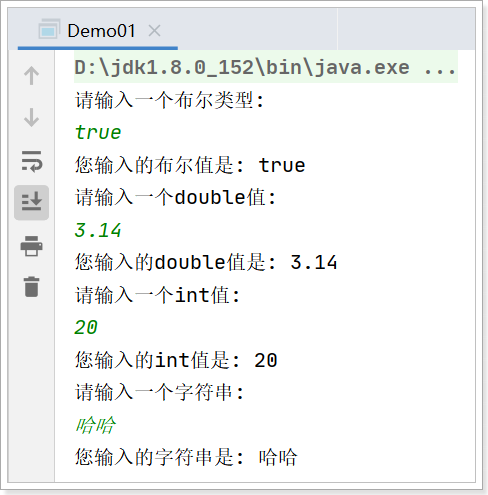 Demo01
D:\jdk1.8.0_152\bin\java.exe ...
请输入一个布尔类型:
true
您输入的布尔值是: true
请输入一个double值:
3.14
您输入的double值是: 3.14
请输入一个int值:
20
您输入的int值是: 20
请输入一个字符串:
哈哈
您输入的字符串是: 哈哈